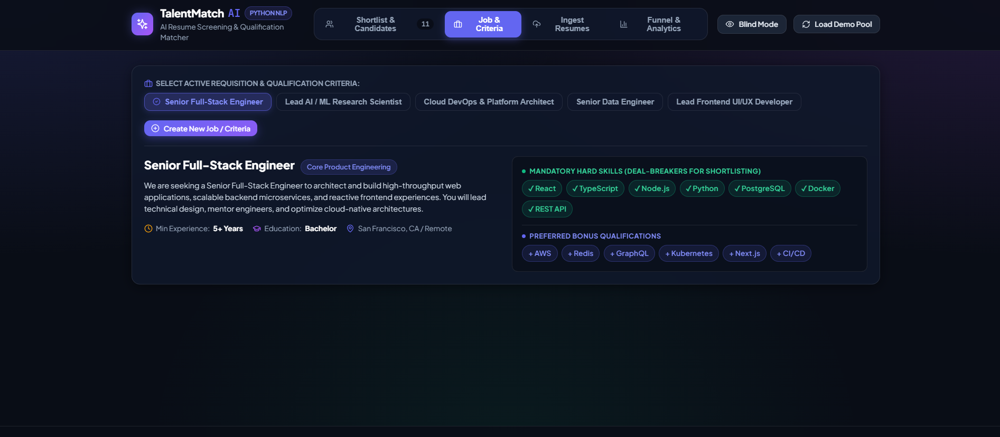 TalentMatch AI PYTHON NLP
AI Resume Screening & Qualification
Matcher
Shortlist &
Candidates
11
Job &
Criteria
Ingest
Resumes
Funnel &
Analytics
Blind Mode
Load Demo Pool
SELECT ACTIVE REQUISITION & QUALIFICATION CRITERIA:
Senior Full-Stack Engineer
Lead AI / ML Research Scientist
Cloud DevOps & Platform Architect
Senior Data Engineer
Lead Frontend UI/UX Developer
Create New Job / Criteria
Senior Full-Stack Engineer
Core Product Engineering
We are seeking a Senior Full-Stack Engineer to architect and build high-throughput web
applications, scalable backend microservices, and reactive frontend experiences. You will lead
technical design, mentor engineers, and optimize cloud-native architectures.
Min Experience: 5+ Years
Education: Bachelor
San Francisco, CA / Remote
MANDATORY HARD SKILLS (DEAL-BREAKERS FOR SHORTLISTING)
✓ React
✓ TypeScript
✓ Node.js
✓ Python
✓ PostgreSQL
✓ Docker
✓ REST API
PREFERRED BONUS QUALIFICATIONS
+ AWS
+ Redis
+ GraphQL
+ Kubernetes
+ Next.js
+ CI/CD